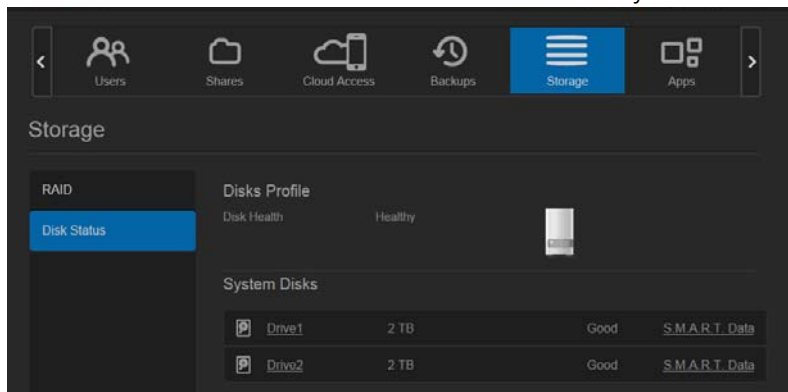 Users Shares Cloud Access Backups Storage Apps
Storage
RAID
Disk Status
Disks Profile
Disk Health Healthy
System Disks
Drive1 2 TB Good S.M.A.R.T. Data
Drive2 2 TB Good S.M.A.R.T. Data